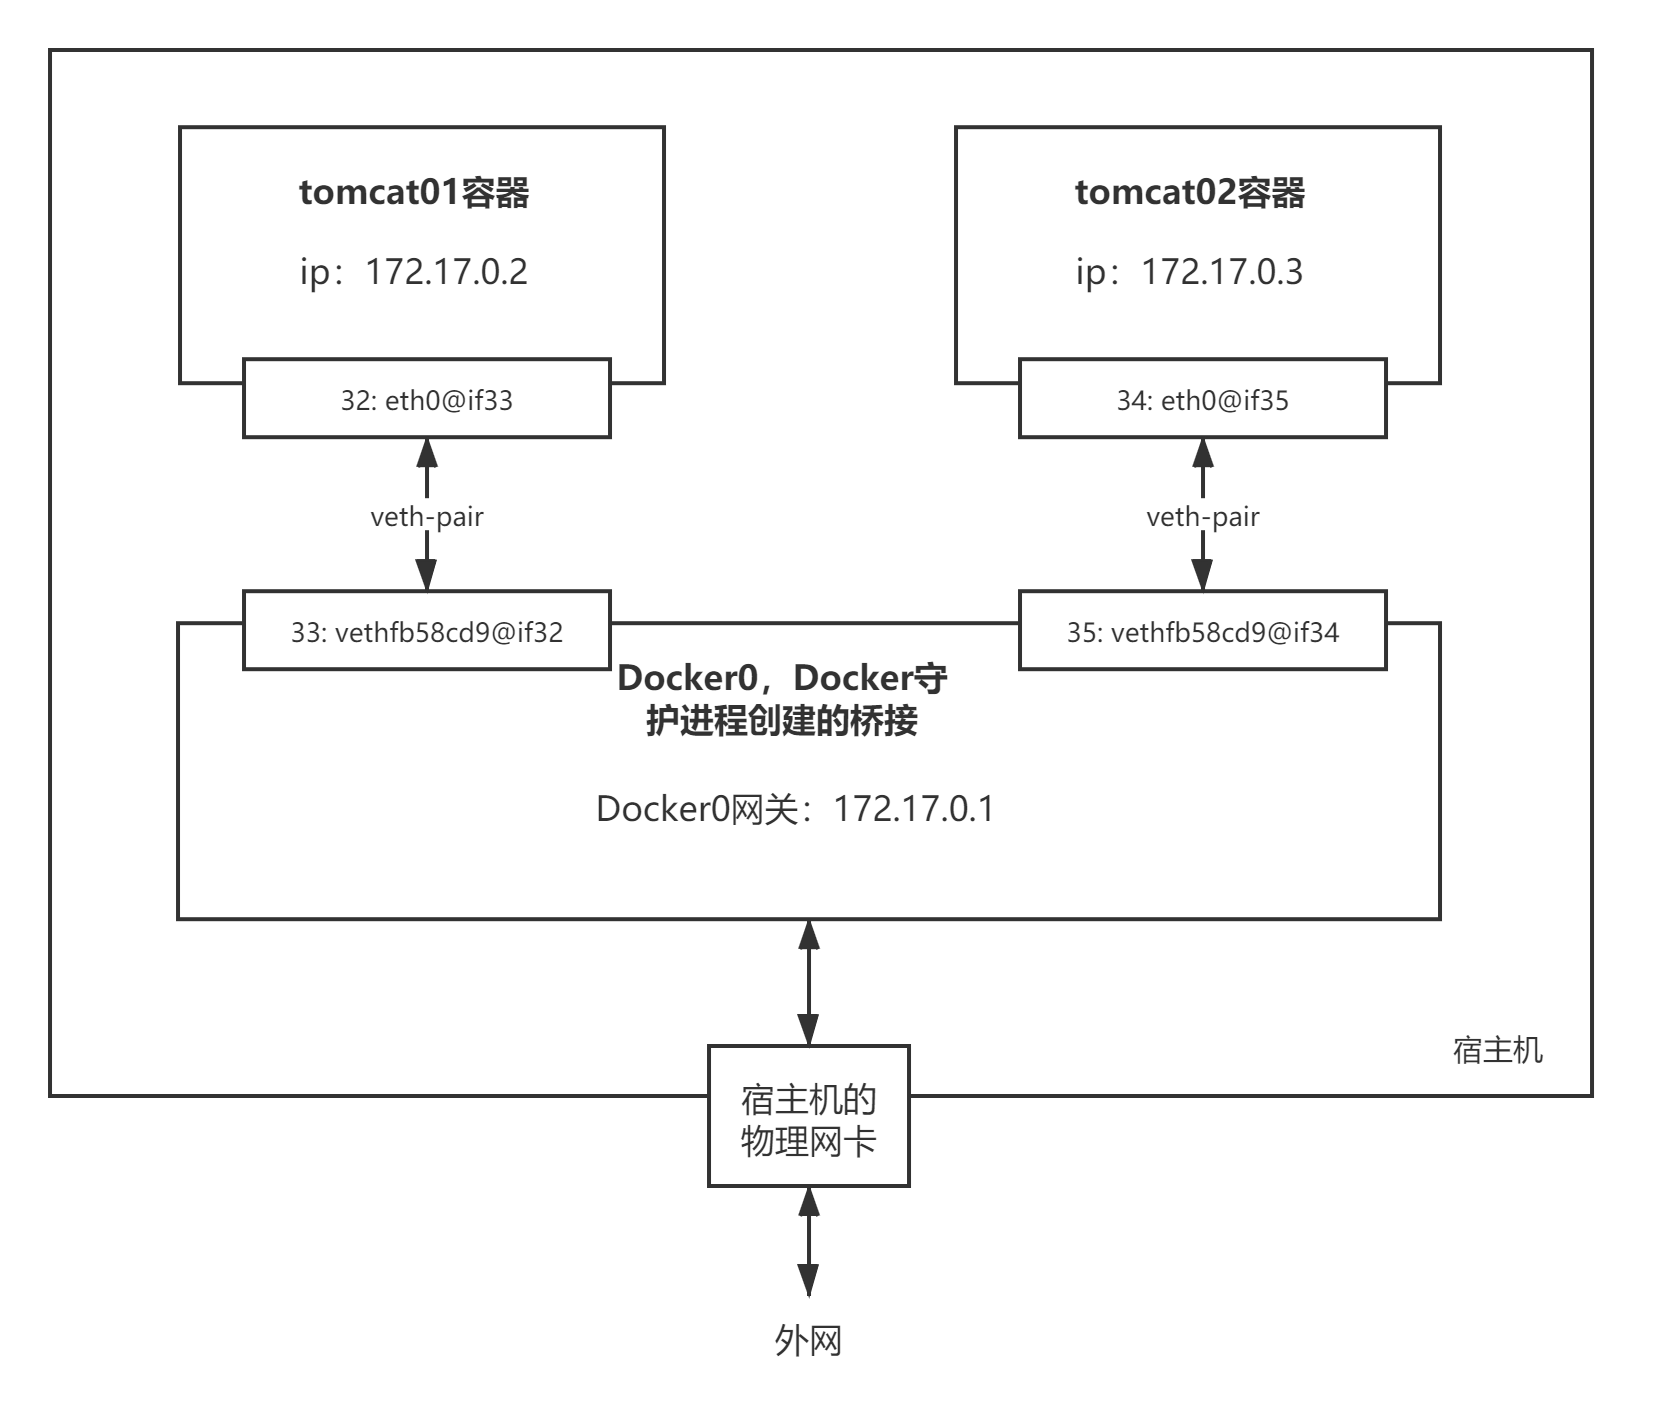 tomcat01容器
ip：172.17.0.2
32: eth0@if33
veth-pair
tomcat02容器
ip：172.17.0.3
34: eth0@if35
veth-pair
33: vethfb58cd9@if32
35: vethfb58cd9@if34
Docker0，Docker守
护进程创建的桥接
Docker0网关：172.17.0.1
宿主机
宿主机的
物理网卡
外网